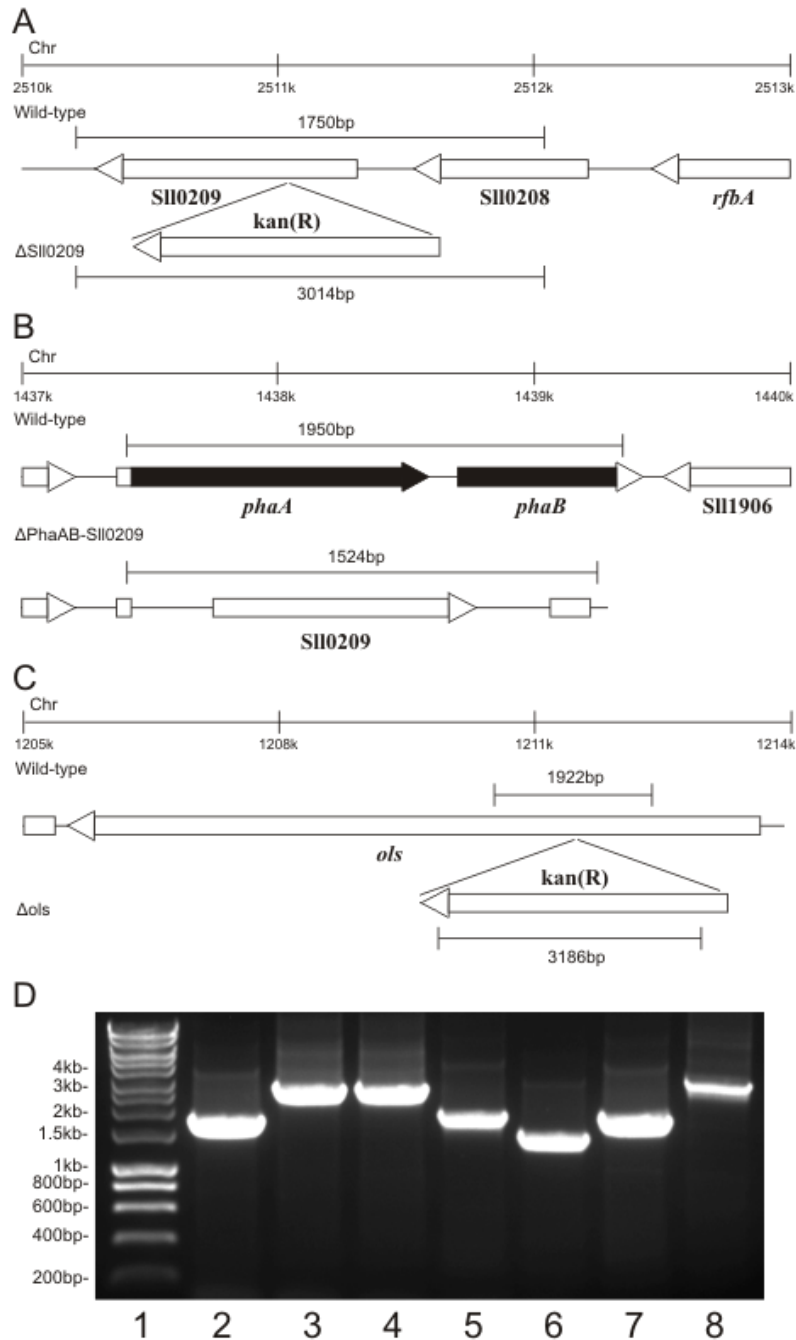 A
Chr
2510k 2511k 2512k 2513k
Wild-type
1750bp
Sll0209 Sll0208 rfbA
kan(R)
ΔSll0209
3014bp
B
Chr
1437k 1438k 1439k 1440k
Wild-type
1950bp
phaA phaB Sll1906
ΔPhaAB-Sll0209
1524bp
Sll0209
C
Chr
1205k 1208k 1211k 1214k
Wild-type
1922bp
ols
kan(R)
Δols
3186bp
D
4kb-
3kb-
2kb-
1.5kb-
1kb-
800bp-
600bp-
400bp-
200bp-
1 2 3 4 5 6 7 8